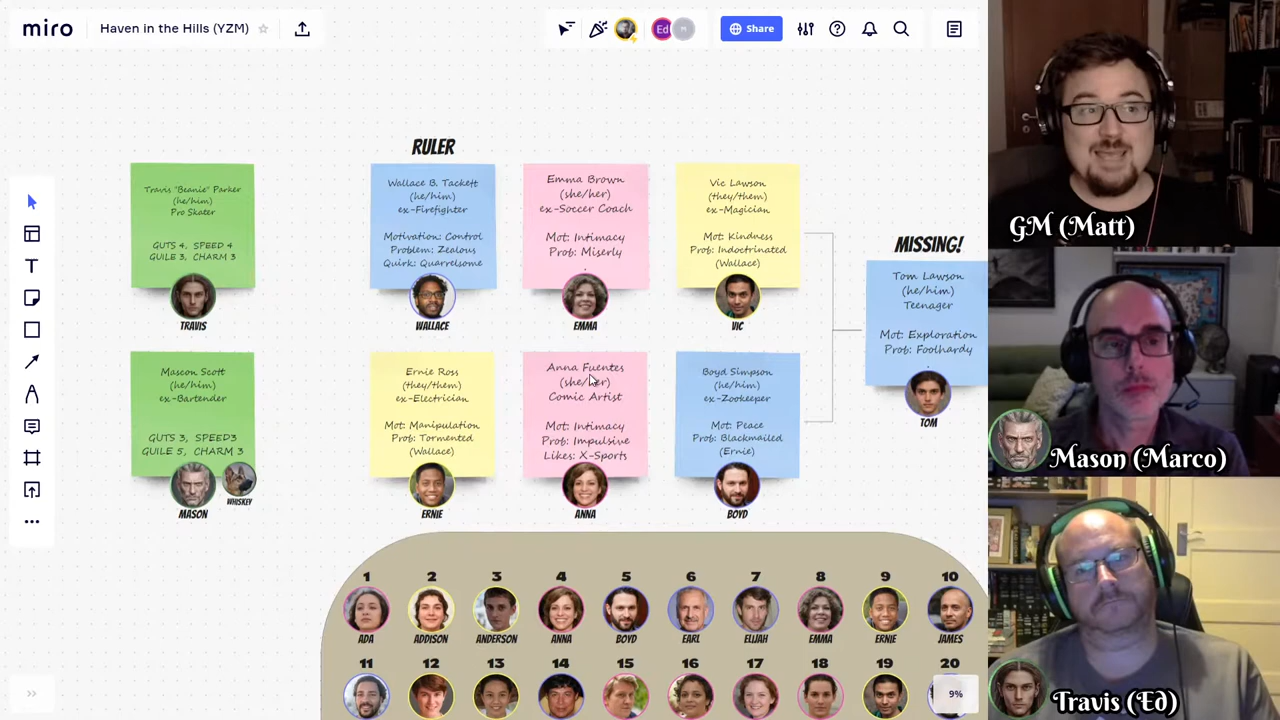 miro
Haven in the Hills (YZM)
Ed
M
Share
RULER
Travis "Beanie" Parker
(he/him)
Pro Skater
GUTS 4, SPEED 4
GUILE 3, CHARM 3
TRAVIS
Wallace B. Tackett
(he/him)
ex-Firefighter
Motivation: Control
Problem: Zealous
Quirk: Quarrelsome
WALLACE
Emma Brown
(she/her)
ex-Soccer Coach
Mot: Intimacy
Prob: Miserly
EMMA
Vic Lawson
(they/them)
ex-Magician
Mot: Kindness
Prob: Indoctrinated
(Wallace)
VIC
MISSING!
Tom Lawson
(he/him)
Teenager
Mot: Exploration
Prob: Foolhardy
TOM
Mason Scott
(he/him)
ex-Bartender
GUTS 3, SPEED3
GUILE 5, CHARM 3
MASON
WHISKEY
Ernie Ross
(they/them)
ex-Electrician
Mot: Manipulation
Prob: Tormented
(Wallace)
ERNIE
Anna Fuentes
(she/her)
Comic Artist
Mot: Intimacy
Prob: Impulsive
Likes: X-Sports
ANNA
Boyd Simpson
(he/him)
ex-Zookeeper
Mot: Peace
Prob: Blackmailed
(Ernie)
BOYD
1 2 3 4 5 6 7 8 9 10
ADA ADDISON ANDERSON ANNA BOYD EARL ELIJAH EMMA ERNIE JAMES
11 12 13 14 15 16 17 18 19 20
9%
GM (Matt)
Mason (Marco)
Travis (Ed)